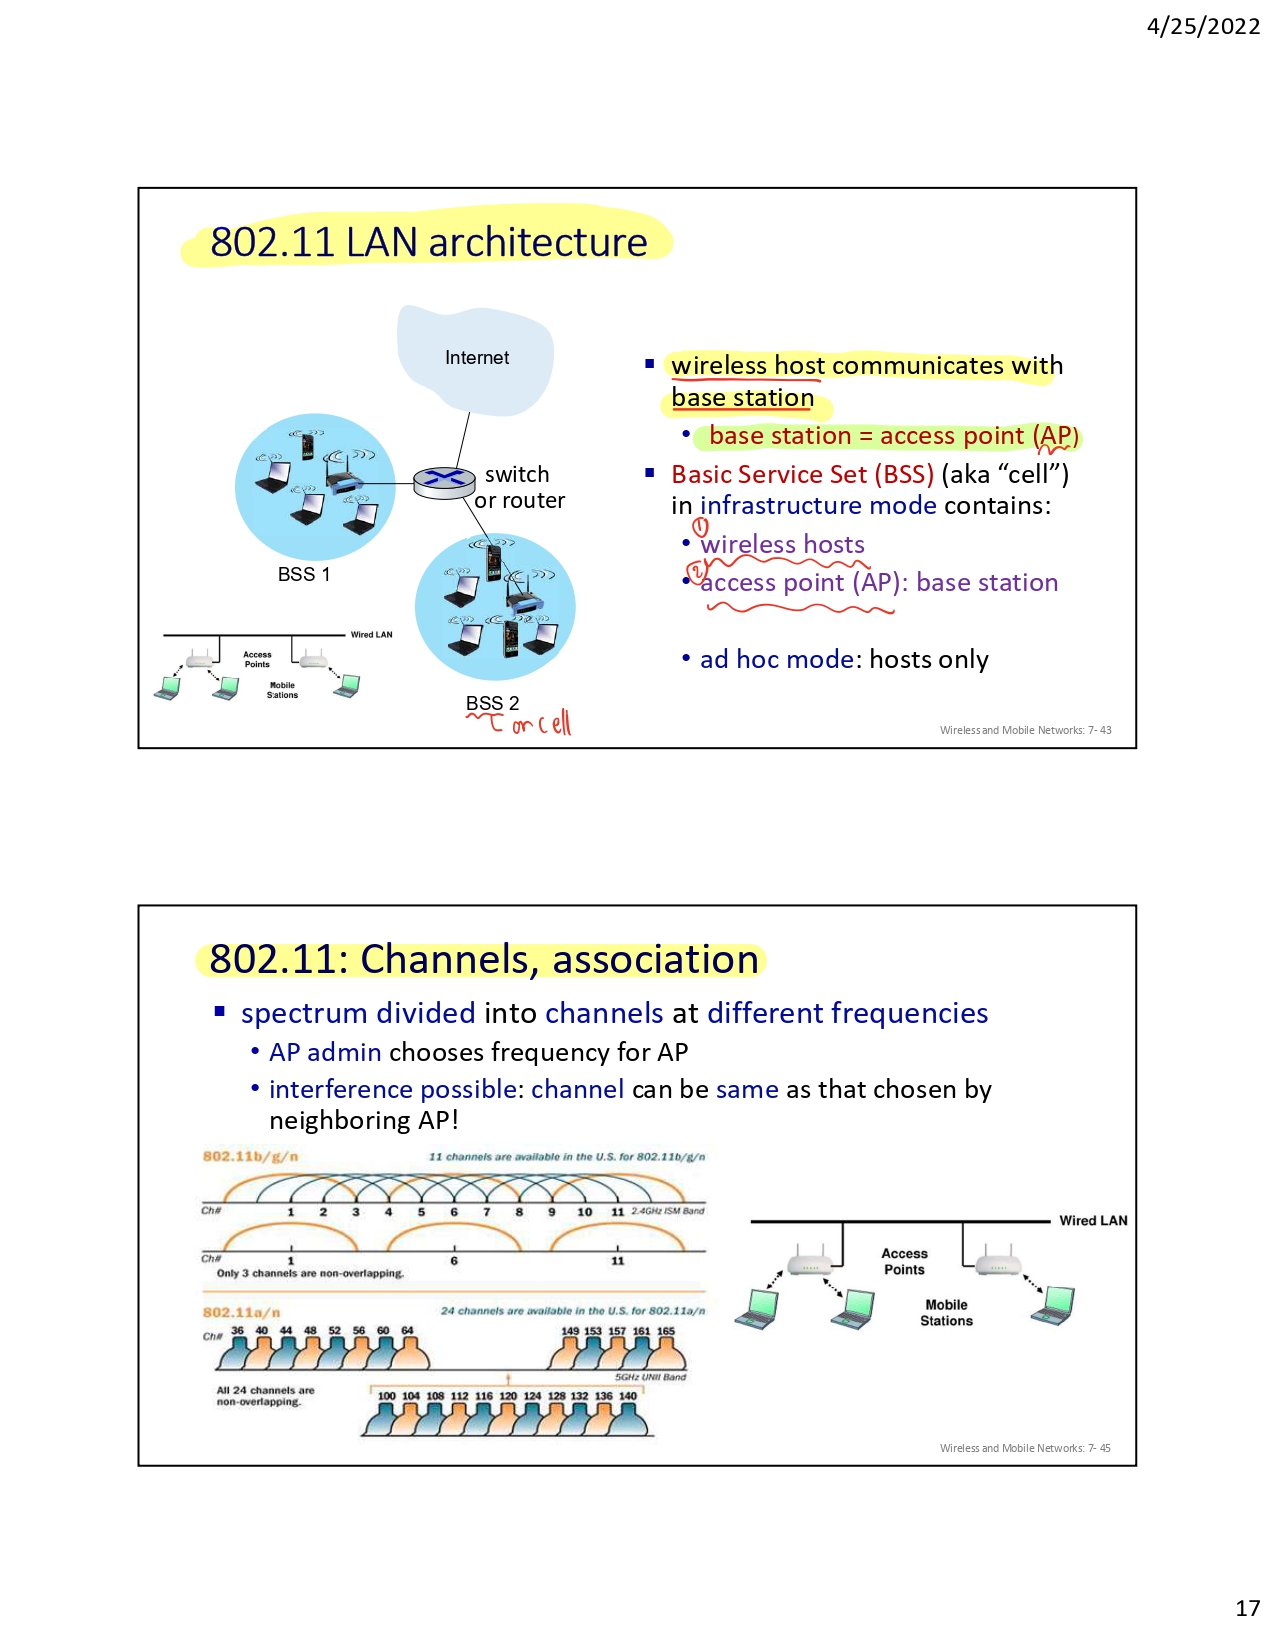 4/25/2022
802.11 LAN architecture
Internet
switch
or router
BSS 1
BSS 2
or cell
Wired LAN
Access
Points
Mobile
Stations
▪ wireless host communicates with
base station
• base station = access point (AP)
▪ Basic Service Set (BSS) (aka “cell”)
in infrastructure mode contains:
①
• wireless hosts
②
• access point (AP): base station
• ad hoc mode: hosts only
Wireless and Mobile Networks: 7- 43
802.11: Channels, association
▪ spectrum divided into channels at different frequencies
• AP admin chooses frequency for AP
• interference possible: channel can be same as that chosen by
neighboring AP!
802.11b/g/n 11 channels are available in the U.S. for 802.11b/g/n
Ch# 1 2 3 4 5 6 7 8 9 10 11 2.4GHz ISM Band
Ch# 1 6 11
Only 3 channels are non-overlapping.
802.11a/n 24 channels are available in the U.S. for 802.11a/n
Ch# 36 40 44 48 52 56 60 64 149 153 157 161 165
5GHz UNII Band
All 24 channels are
non-overlapping.
100 104 108 112 116 120 124 128 132 136 140
Wired LAN
Access
Points
Mobile
Stations
Wireless and Mobile Networks: 7- 45
17